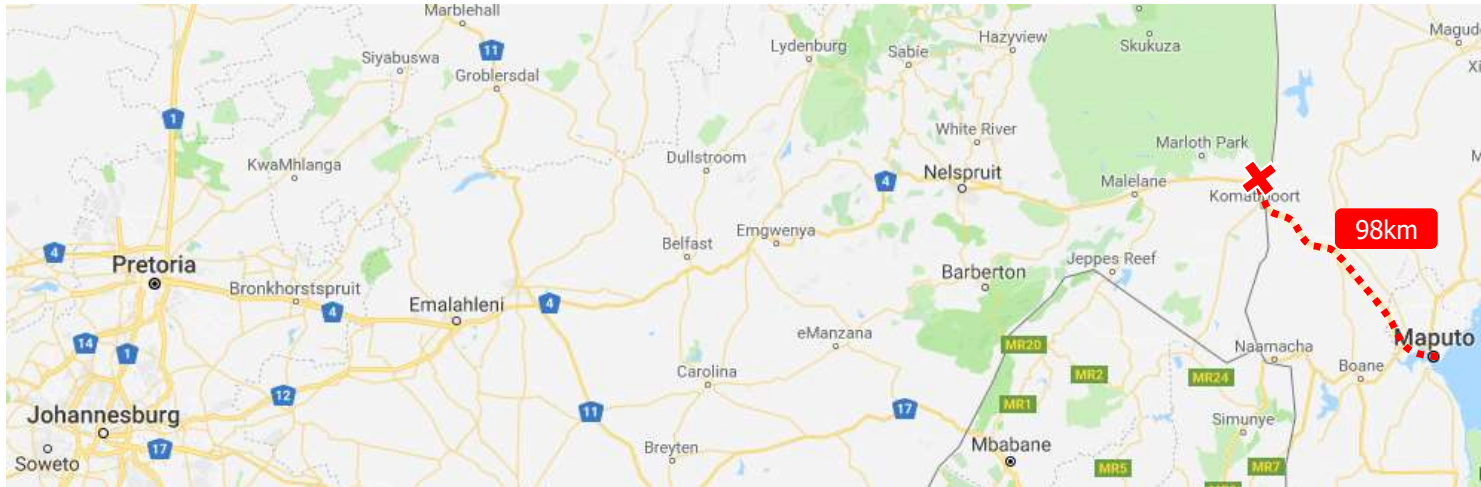 Marblehall
11
Siyabuswa
Groblersdal
Lydenburg
Sabie
Hazyview
Skukuza
1
KwaMhlanga
Dullstroom
White River
Marloth Park
4
Nelspruit
Malelane
Komatipoort
98km
4
Pretoria
Bronkhorstspruit
4
Emalahleni
4
Belfast
Emgwenya
Barberton
Jeppes Reef
14
1
12
Johannesburg
17
Soweto
Carolina
11
Breyten
eManzana
17
Mbabane
MR20
MR2
MR1
MR24
MR5
MR7
Simunye
Naamacha
Boane
Maputo